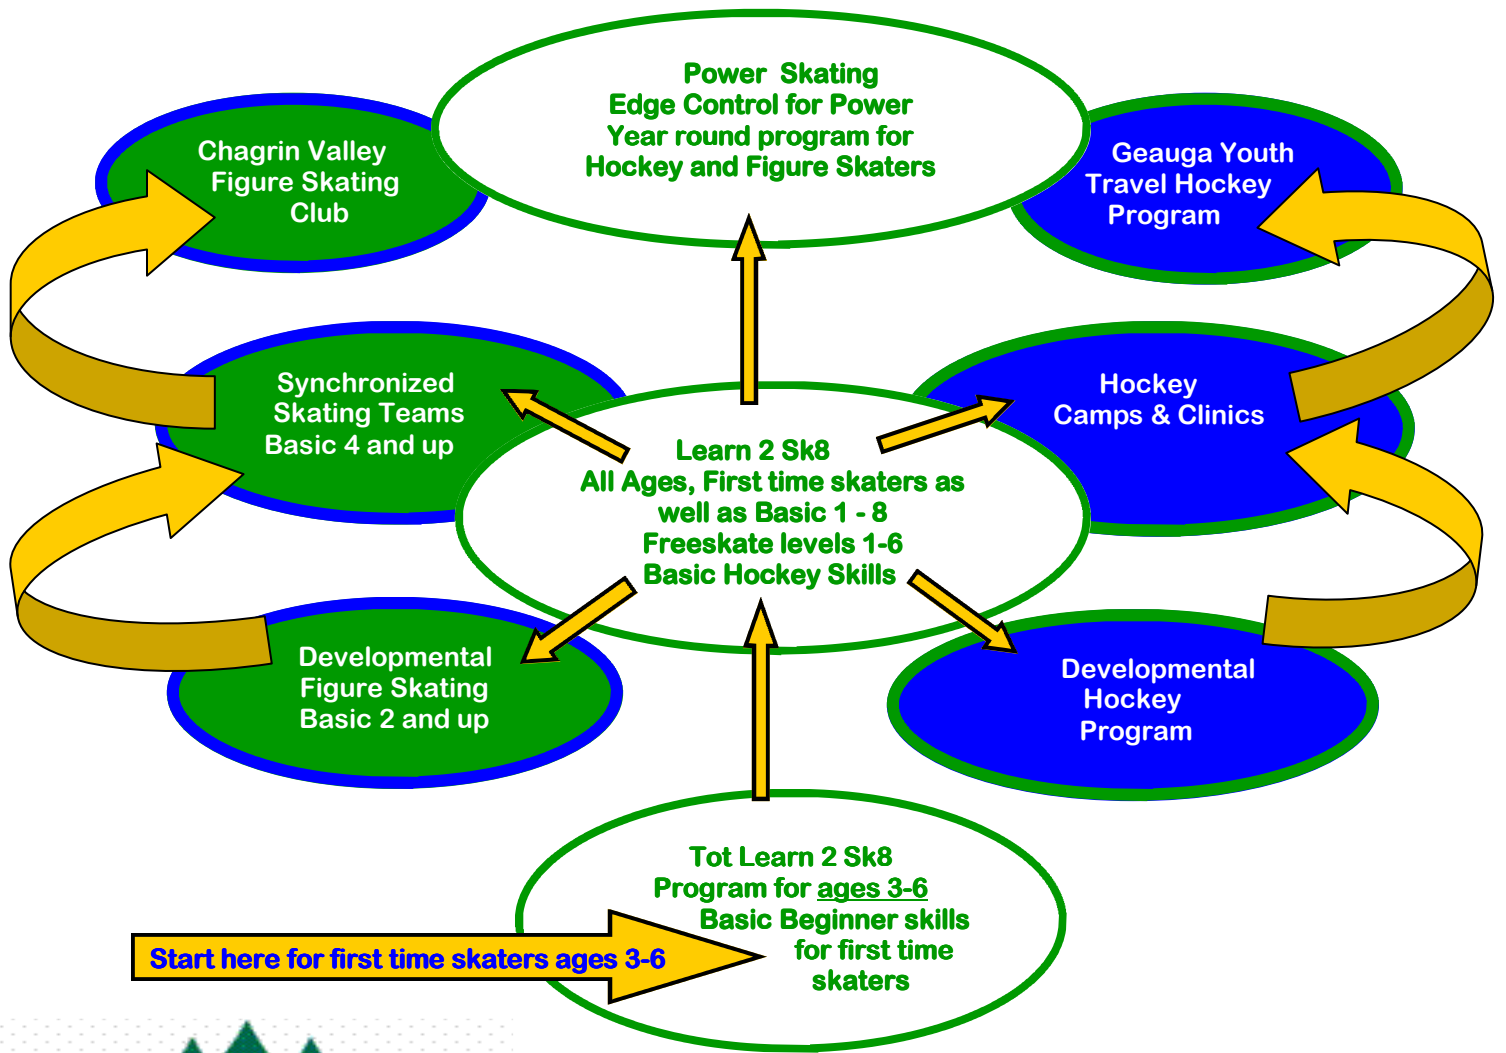 Power Skating
Edge Control for Power
Year round program for
Hockey and Figure Skaters
Chagrin Valley
Figure Skating
Club
Geauga Youth
Travel Hockey
Program
Synchronized
Skating Teams
Basic 4 and up
Hockey
Camps & Clinics
Learn 2 Sk8
All Ages, First time skaters as
well as Basic 1 - 8
Freeskate levels 1-6
Basic Hockey Skills
Developmental
Figure Skating
Basic 2 and up
Developmental
Hockey
Program
Tot Learn 2 Sk8
Program for ages 3-6
Basic Beginner skills
for first time
skaters
Start here for first time skaters ages 3-6